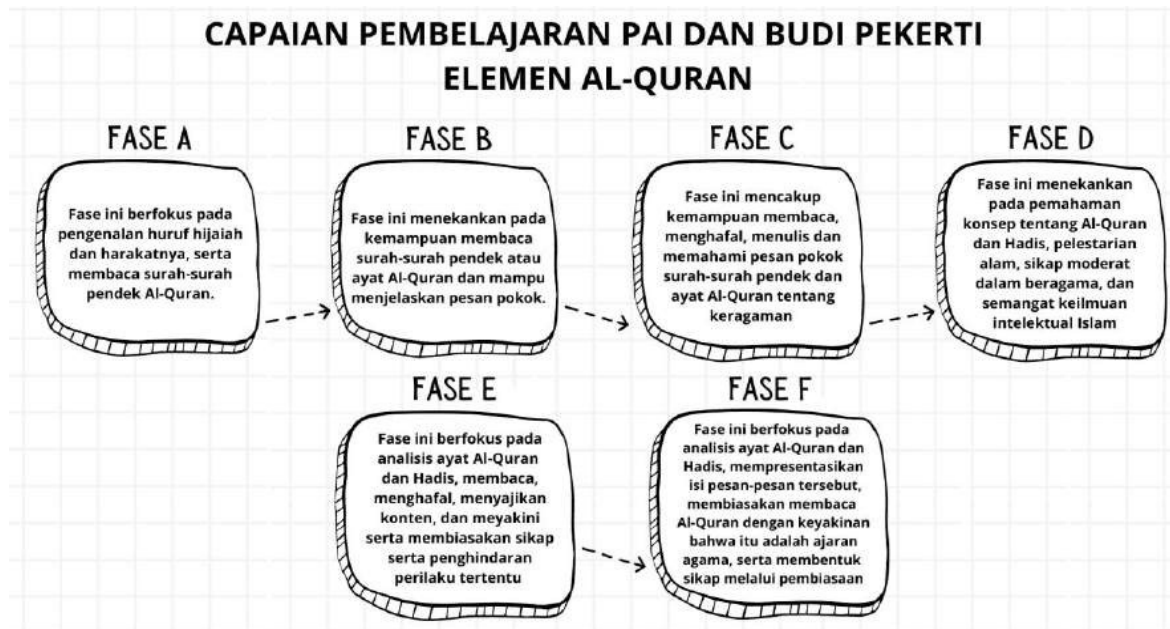 CAPAIAN PEMBELAJARAN PAI DAN BUDI PEKERTI
ELEMEN AL-QURAN
FASE A
Fase ini berfokus pada
pengenalan huruf hijaiah
dan harakatnya, serta
membaca surah-surah
pendek Al-Quran.
FASE B
Fase ini menekankan pada
kemampuan membaca
surah-surah pendek atau
ayat Al-Quran dan mampu
menjelaskan pesan pokok.
FASE C
Fase ini mencakup
kemampuan membaca,
menghafal, menulis dan
memahami pesan pokok
surah-surah pendek dan
ayat Al-Quran tentang
keragaman
FASE D
Fase ini menekankan
pada pemahaman
konsep tentang Al-Quran
dan Hadis, pelestarian
alam, sikap moderat
dalam beragama, dan
semangat keilmuan
intelektual Islam
FASE E
Fase ini berfokus pada
analisis ayat Al-Quran
dan Hadis, membaca,
menghafal, menyajikan
konten, dan meyakini
serta membiasakan sikap
serta penghindaran
perilaku tertentu
FASE F
Fase ini berfokus pada
analisis ayat Al-Quran dan
Hadis, mempresentasikan
isi pesan-pesan tersebut,
membiasakan membaca
Al-Quran dengan keyakinan
bahwa itu adalah ajaran
agama, serta membentuk
sikap melalui pembiasaan